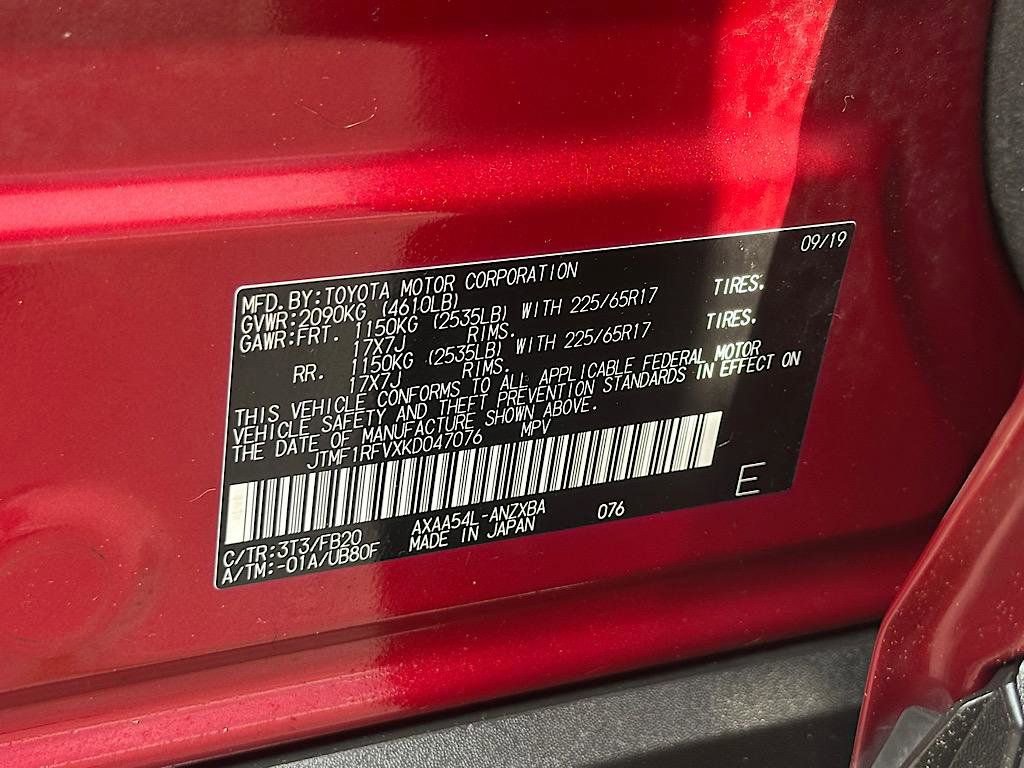 09/19
MFD. BY: TOYOTA MOTOR CORPORATION
GVWR: 2090KG (4610LB)
GAWR: FRT. 1150KG (2535LB) WITH 225/65R17 TIRES.
17X7J RIMS.
RR. 1150KG (2535LB) WITH 225/65R17 TIRES.
17X7J RIMS.
THIS VEHICLE CONFORMS TO ALL APPLICABLE FEDERAL MOTOR
VEHICLE SAFETY AND THEFT PREVENTION STANDARDS IN EFFECT ON
THE DATE OF MANUFACTURE SHOWN ABOVE.
JTMF1RFVXKD047076 MPV
E
C/TR: 3T3/FB20 AXAA54L-ANZXBA 076
A/TM: -01A/UB80F MADE IN JAPAN